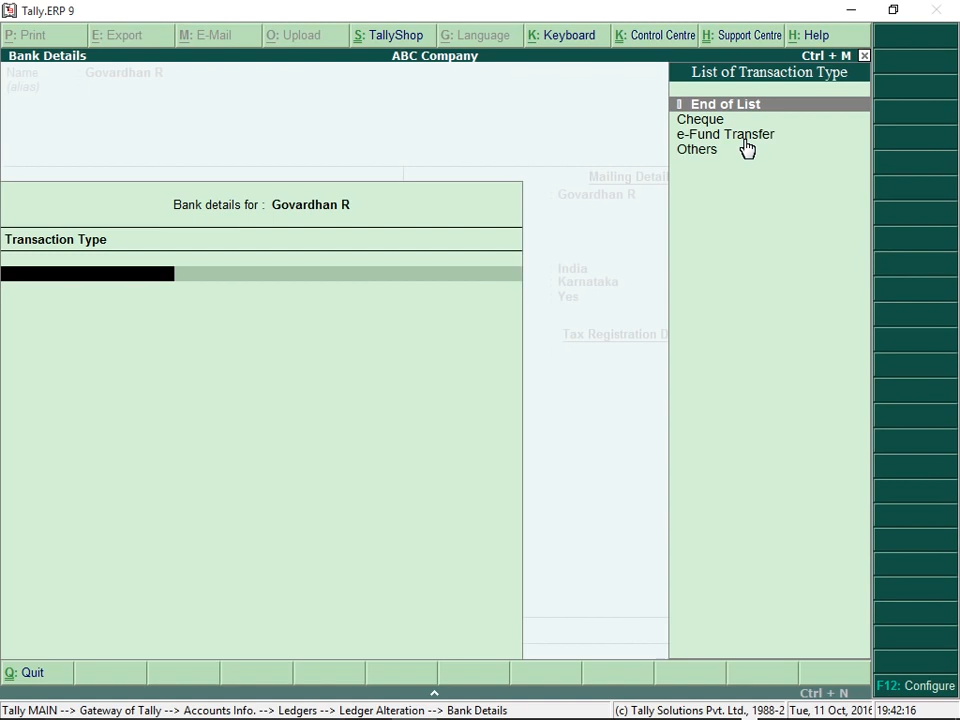 Tally.ERP 9
P: Print E: Export M: E-Mail O: Upload S: TallyShop G: Language K: Keyboard K: Control Centre H: Support Centre H: Help
Bank Details ABC Company Ctrl + M
Name Govardhan R
(alias)
List of Transaction Type
End of List
Cheque
e-Fund Transfer
Others
Mailing Detail
Govardhan R
Bank details for : Govardhan R
Transaction Type
India
Karnataka
Yes
Tax Registration D
Q: Quit
F12: Configure
Ctrl + N
Tally MAIN --> Gateway of Tally --> Accounts Info. --> Ledgers --> Ledger Alteration --> Bank Details (c) Tally Solutions Pvt. Ltd., 1988-2 Tue, 11 Oct, 2016 19:42:16